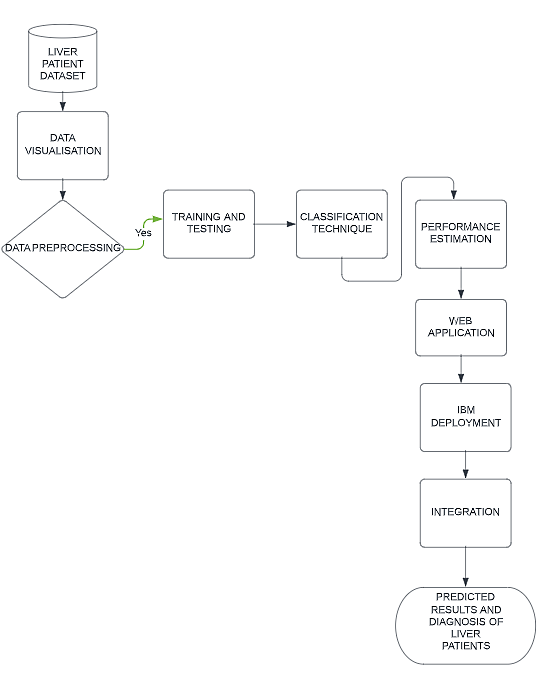 LIVER
PATIENT
DATASET
DATA
VISUALISATION
DATAPREPROCESSING
Yes
TRAINING AND
TESTING
CLASSIFICATION
TECHNIQUE
PERFORMANCE
ESTIMATION
WEB
APPLICATION
IBM
DEPLOYMENT
INTEGRATION
PREDICTED
RESULTS AND
DIAGNOSIS OF
LIVER
PATIENTS